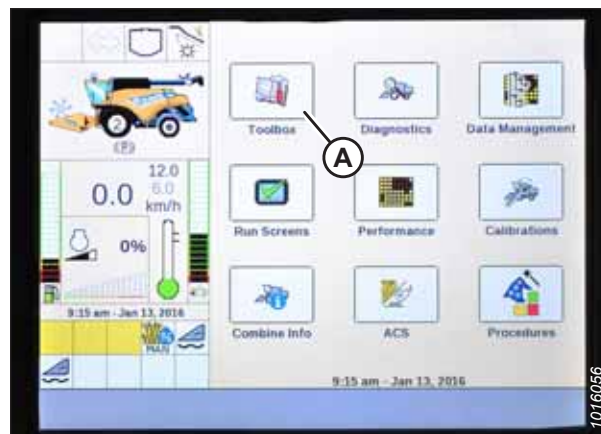 2
(P)
12.0
6.0
0.0 km/h
0%
9:15 am - Jan 13, 2016
MAN
Toolbox
Diagnostics
Data Management
A
Run Screens
Performance
Calibrations
Combine Info
ACS
Procedures
9:15 am - Jan 13, 2016
1016056